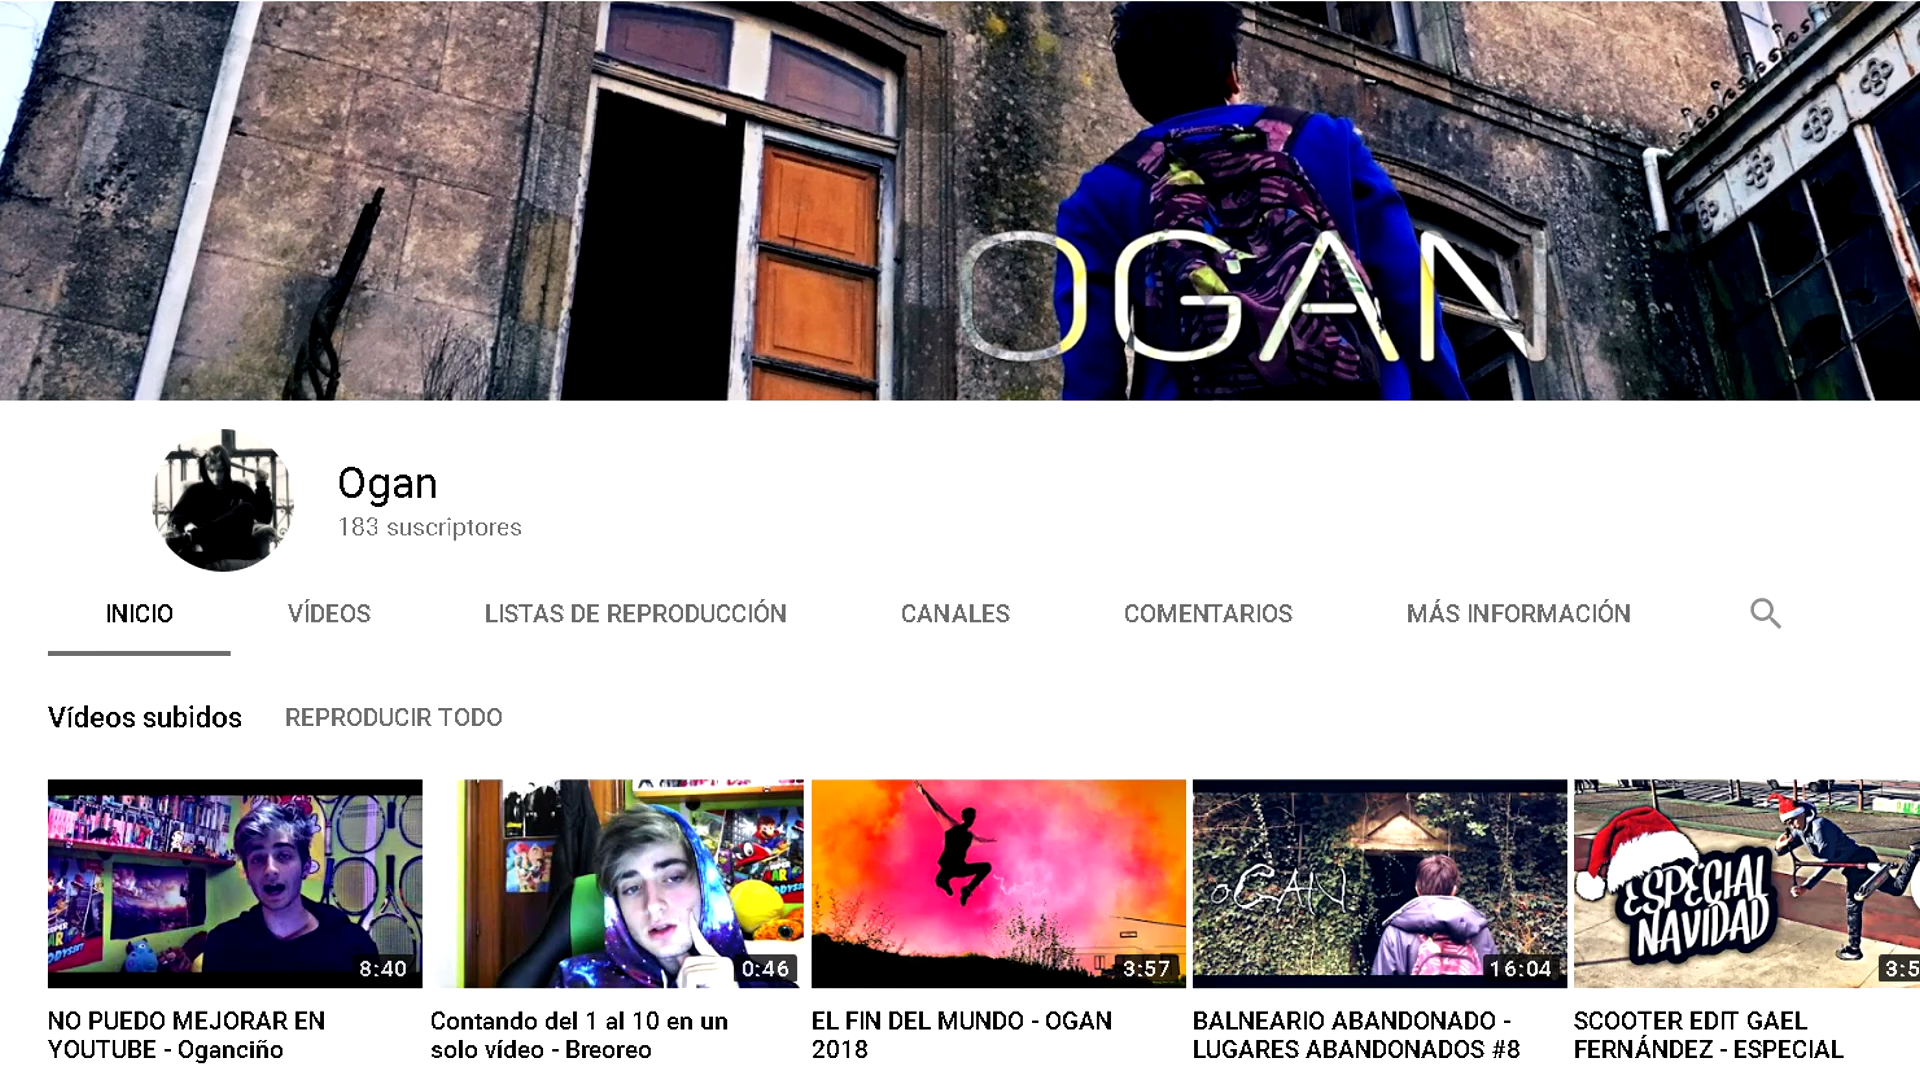 OGAN
Ogan
183 suscriptores
INICIO
VÍDEOS
LISTAS DE REPRODUCCIÓN
CANALES
COMENTARIOS
MÁS INFORMACIÓN
Vídeos subidos
REPRODUCIR TODO
8:40
0:46
3:57
OGAN
16:04
ESPECIAL
NAVIDAD
NO PUEDO MEJORAR EN
YOUTUBE - Oganciño
Contando del 1 al 10 en un
solo vídeo - Breoreo
EL FIN DEL MUNDO - OGAN
2018
BALNEARIO ABANDONADO -
LUGARES ABANDONADOS #8
SCOOTER EDIT GAEL
FERNÁNDEZ - ESPECIAL